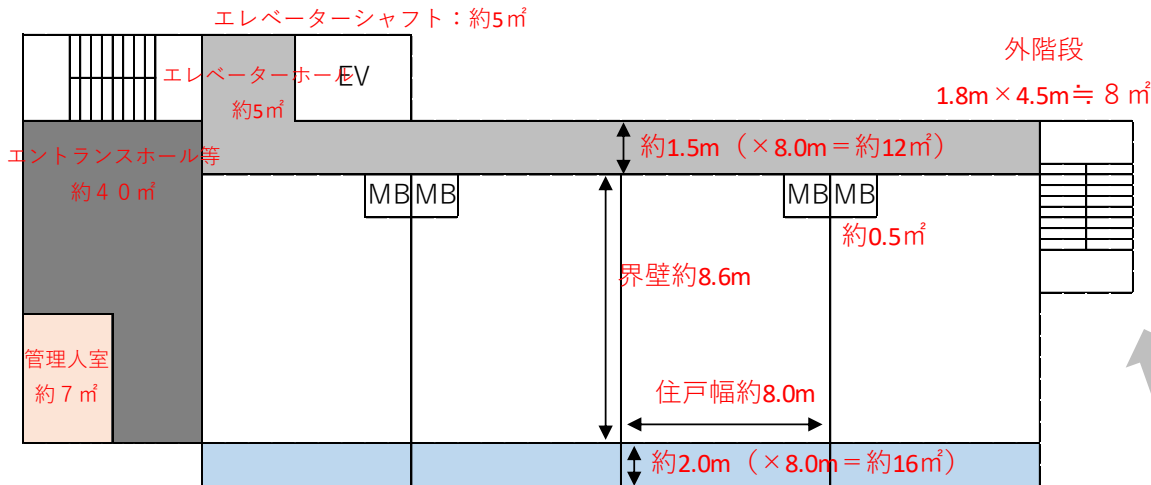 エレベーターシャフト：約5㎡
外階段
エレベーターホール
EV
1.8m×4.5m≒８㎡
約5㎡
エントランスホール等
約４０㎡
約1.5m（×8.0m＝約12㎡）
MB MB
MB MB
約0.5㎡
界壁約8.6m
管理人室
約７㎡
住戸幅約8.0m
約2.0m（×8.0m＝約16㎡）